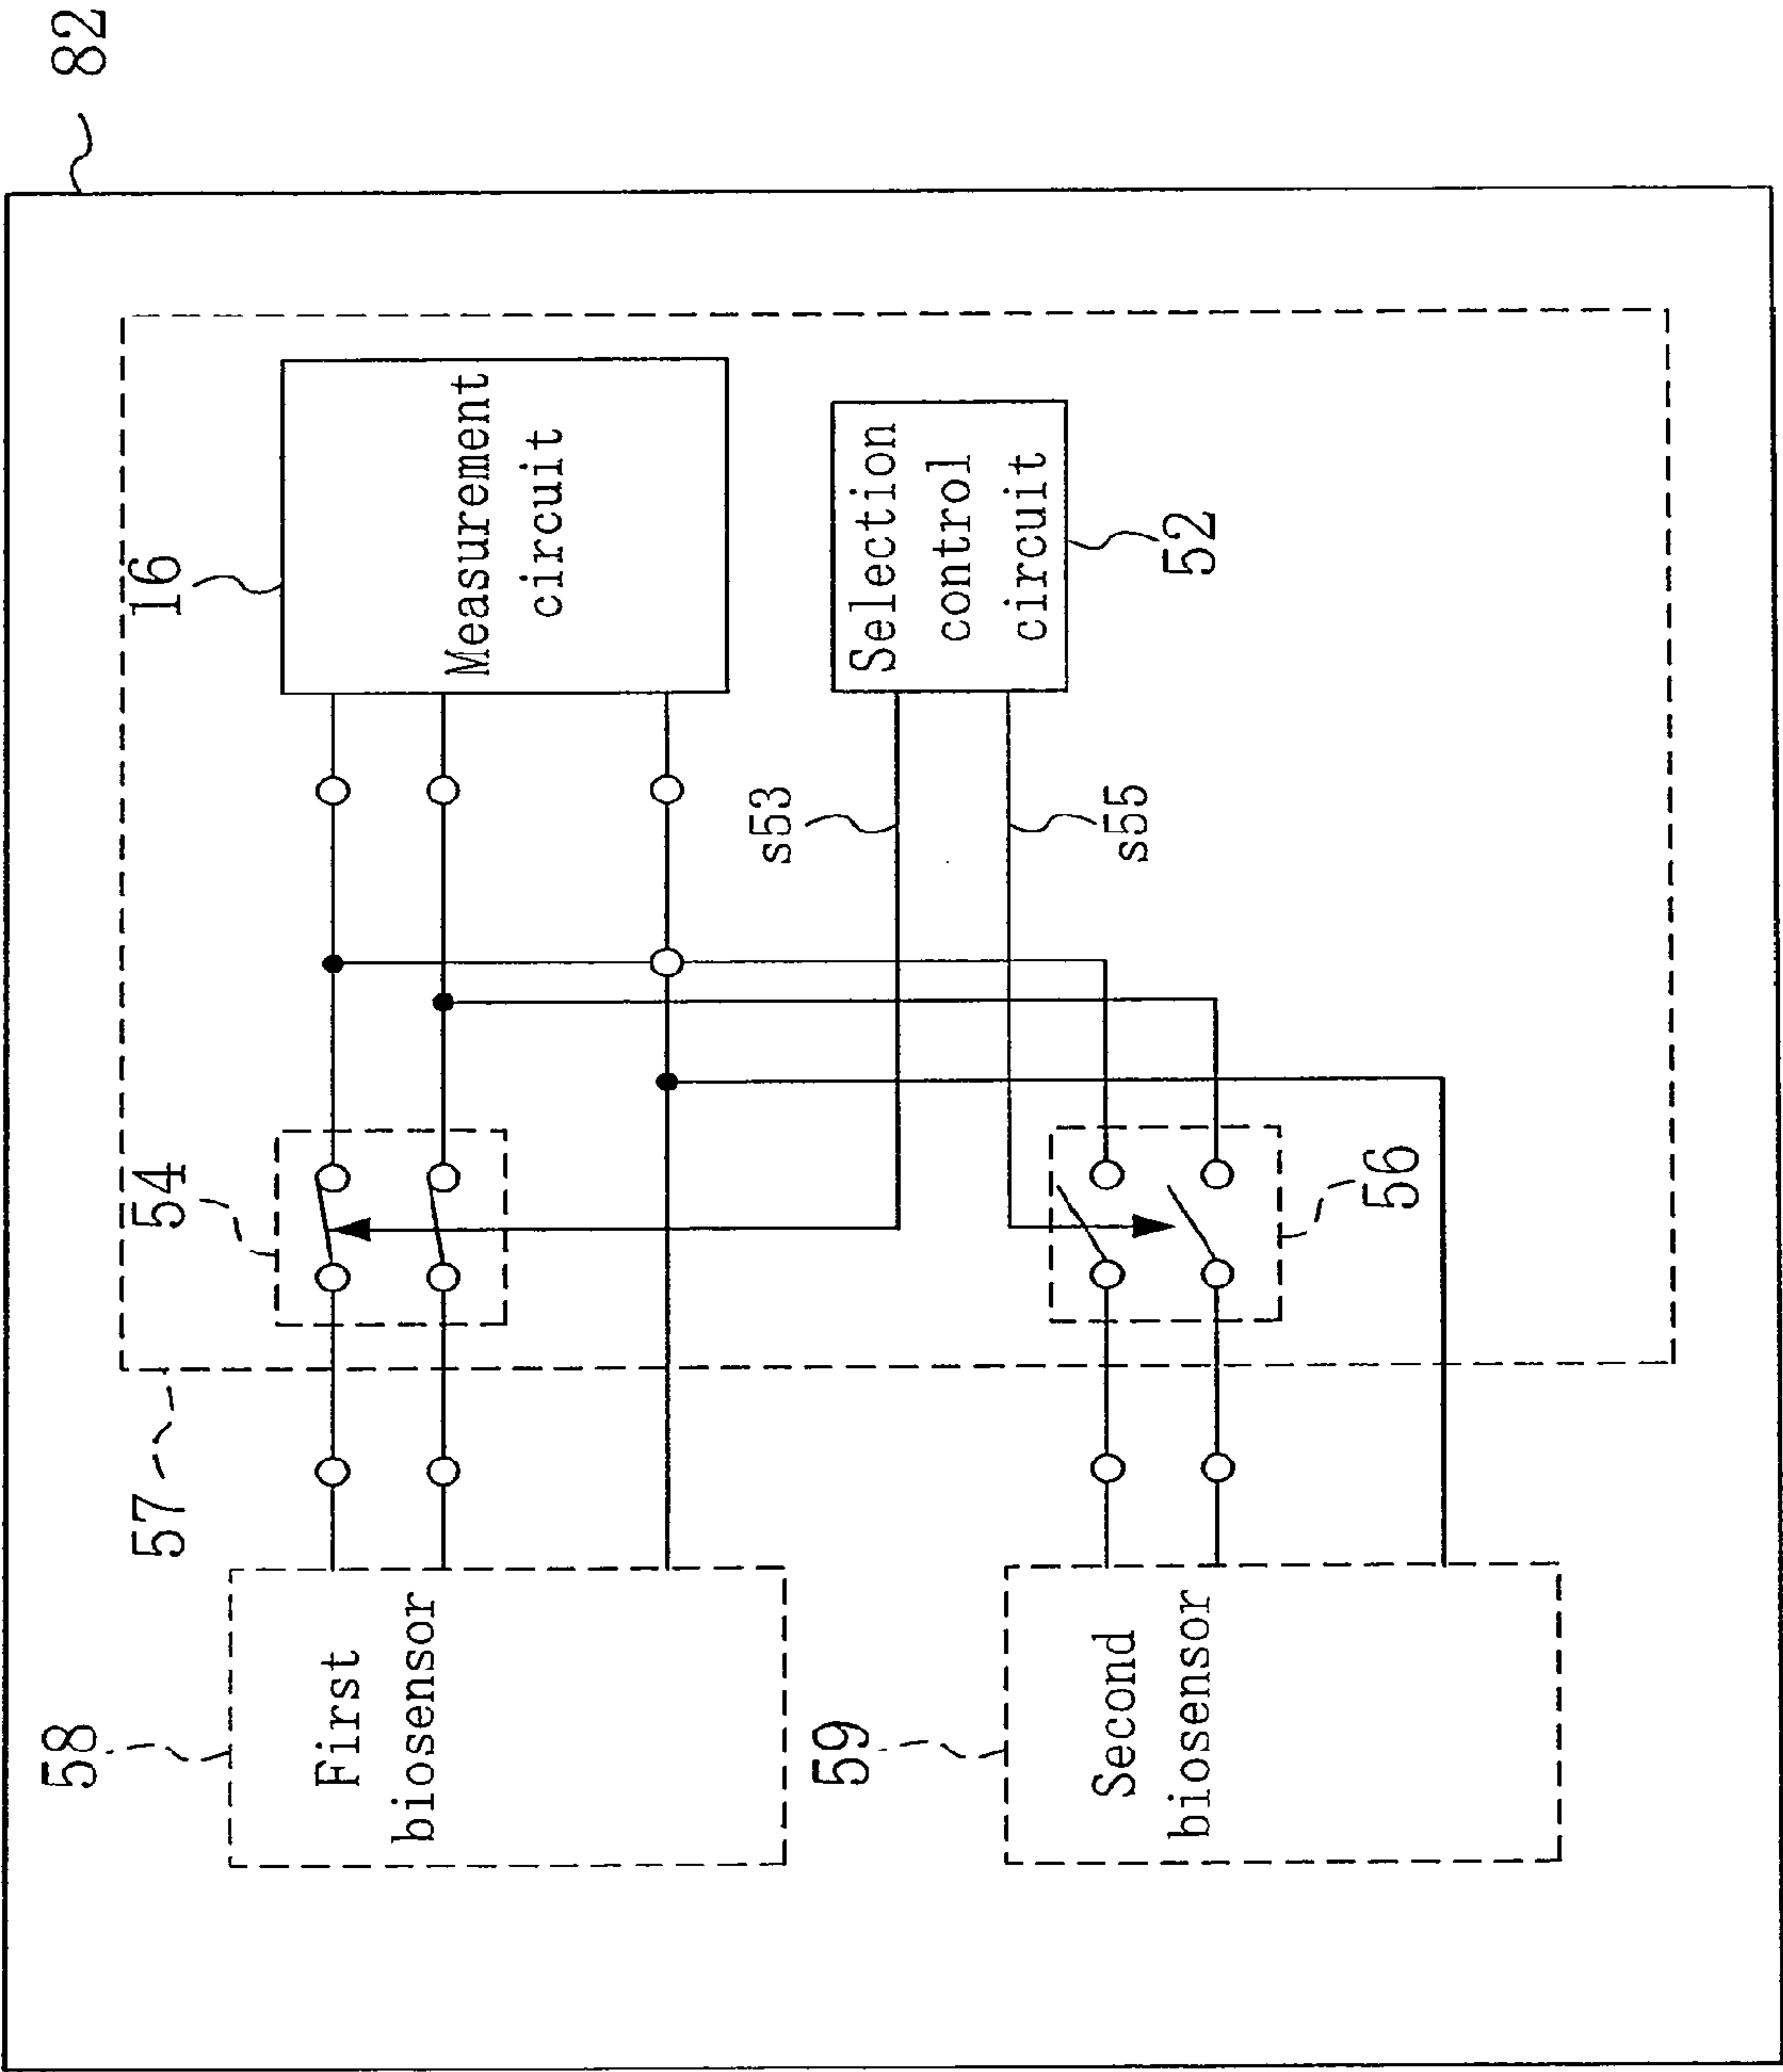 82
57
54
16
58
First
biosensor
Measurement
circuit
s53
Selection
control
circuit
52
s55
59
Second
biosensor
56